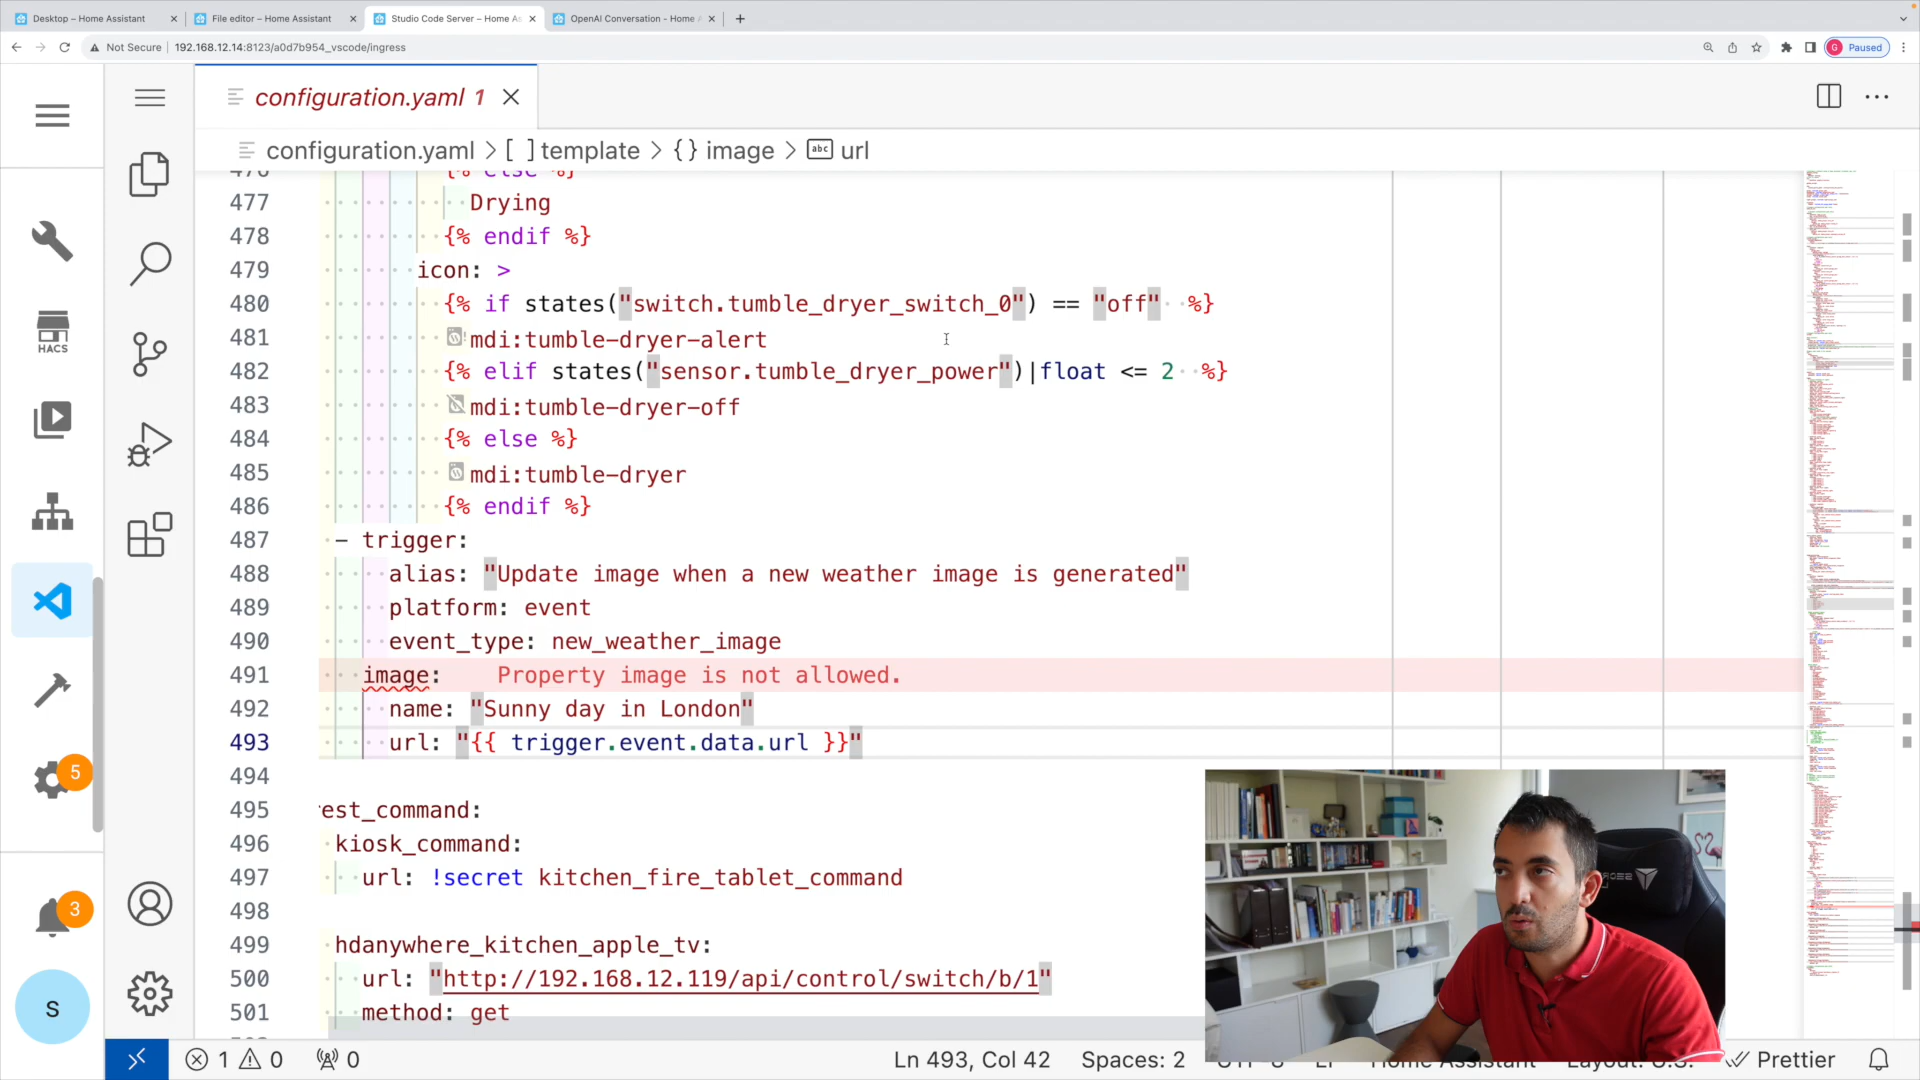 Desktop – Home Assistant
File editor – Home Assistant
Studio Code Server – Home As
OpenAI Conversation – Home A
Not Secure
192.168.12.14:8123/a0d7b954_vscode/ingress
G Paused
configuration.yaml 1
configuration.yaml > [ ] template > {} image > abc url
476 {% else %}
477 Drying
478 {% endif %}
479 icon: >
480 {% if states("switch.tumble_dryer_switch_0") == "off" %}
481 mdi:tumble-dryer-alert
482 {% elif states("sensor.tumble_dryer_power")|float <= 2 %}
483 mdi:tumble-dryer-off
484 {% else %}
485 mdi:tumble-dryer
486 {% endif %}
487 - trigger:
488 alias: "Update image when a new weather image is generated"
489 platform: event
490 event_type: new_weather_image
491 image: Property image is not allowed.
492 name: "Sunny day in London"
493 url: "{{ trigger.event.data.url }}"
494
495 est_command:
496 kiosk_command:
497 url: !secret kitchen_fire_tablet_command
498
499 hdanywhere_kitchen_apple_tv:
500 url: "http://192.168.12.119/api/control/switch/b/1"
501 method: get
HACS
5
3
S
1 0
0
Ln 493, Col 42
Spaces: 2
Home Assistant
Layout: U.S.
Prettier